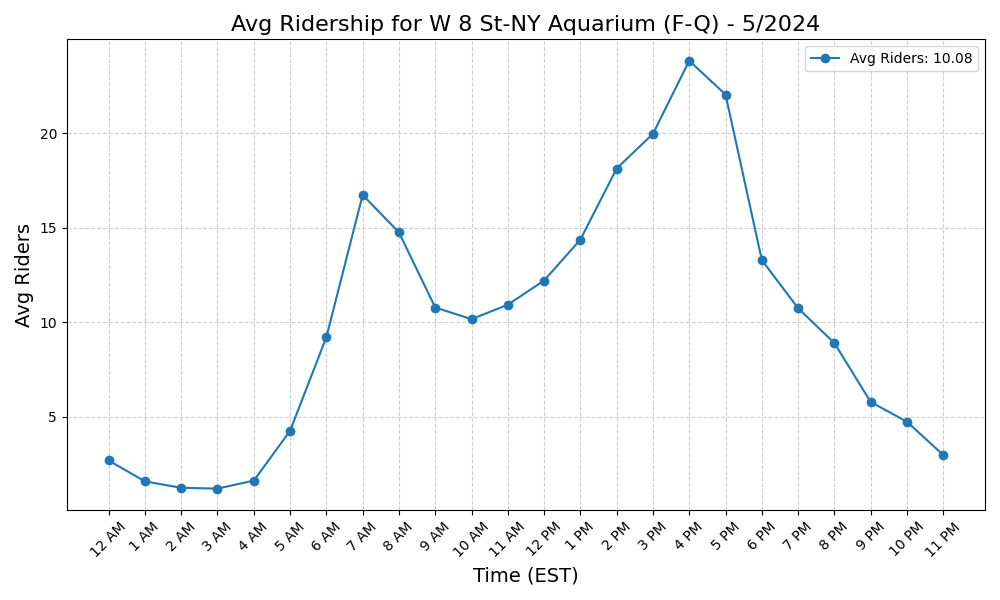 Avg Ridership for W 8 St-NY Aquarium (F-Q) - 5/2024
Avg Riders: 10.08
Avg Riders
20
15
10
5
12 AM
1 AM
2 AM
3 AM
4 AM
5 AM
6 AM
7 AM
8 AM
9 AM
10 AM
11 AM
12 PM
1 PM
2 PM
3 PM
4 PM
5 PM
6 PM
7 PM
8 PM
9 PM
10 PM
11 PM
Time (EST)